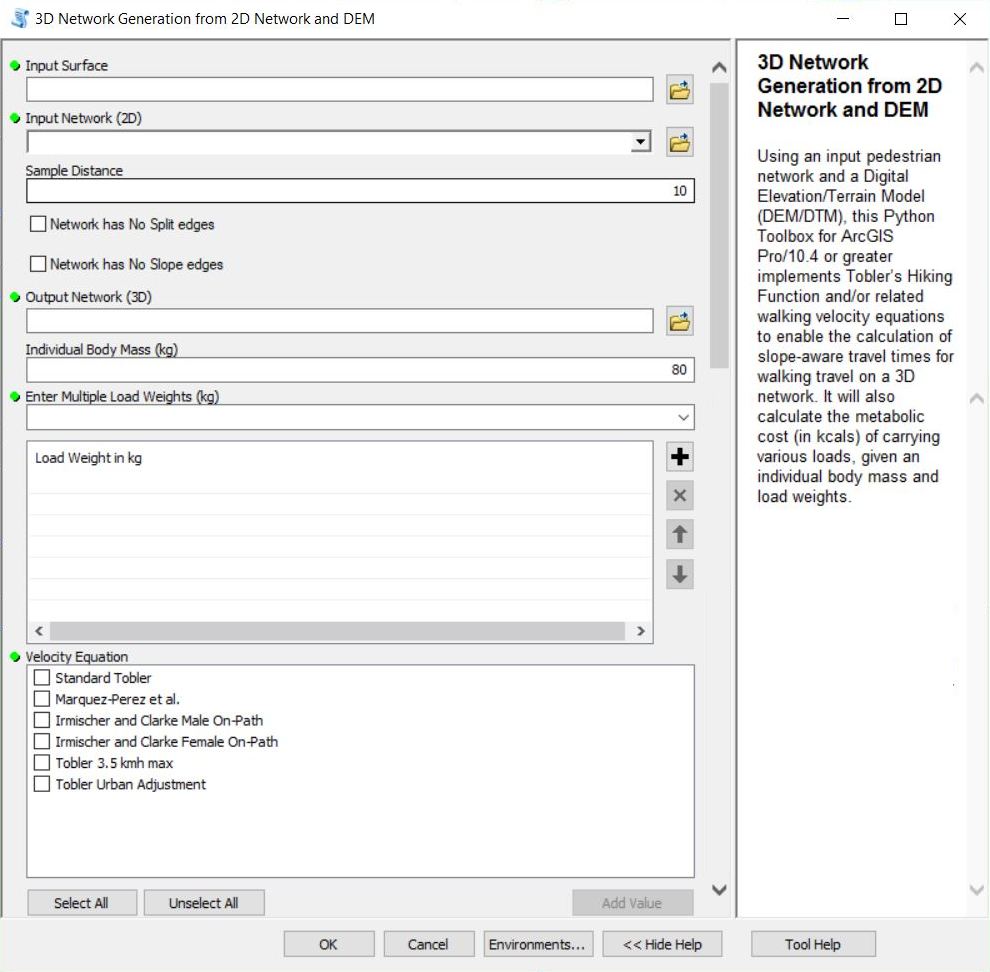 3D Network Generation from 2D Network and DEM
Input Surface
Input Network (2D)
Sample Distance
10
Network has No Split edges
Network has No Slope edges
Output Network (3D)
Individual Body Mass (kg)
80
Enter Multiple Load Weights (kg)
Load Weight in kg
Velocity Equation
Standard Tobler
Marquez-Perez et al.
Irmischer and Clarke Male On-Path
Irmischer and Clarke Female On-Path
Tobler 3.5 kmh max
Tobler Urban Adjustment
Select All
Unselect All
Add Value
OK
Cancel
Environments...
<< Hide Help
Tool Help
3D Network
Generation from 2D
Network and DEM
Using an input pedestrian
network and a Digital
Elevation/Terrain Model
(DEM/DTM), this Python
Toolbox for ArcGIS
Pro/10.4 or greater
implements Tobler's Hiking
Function and/or related
walking velocity equations
to enable the calculation of
slope-aware travel times for
walking travel on a 3D
network. It will also
calculate the metabolic
cost (in kcals) of carrying
various loads, given an
individual body mass and
load weights.